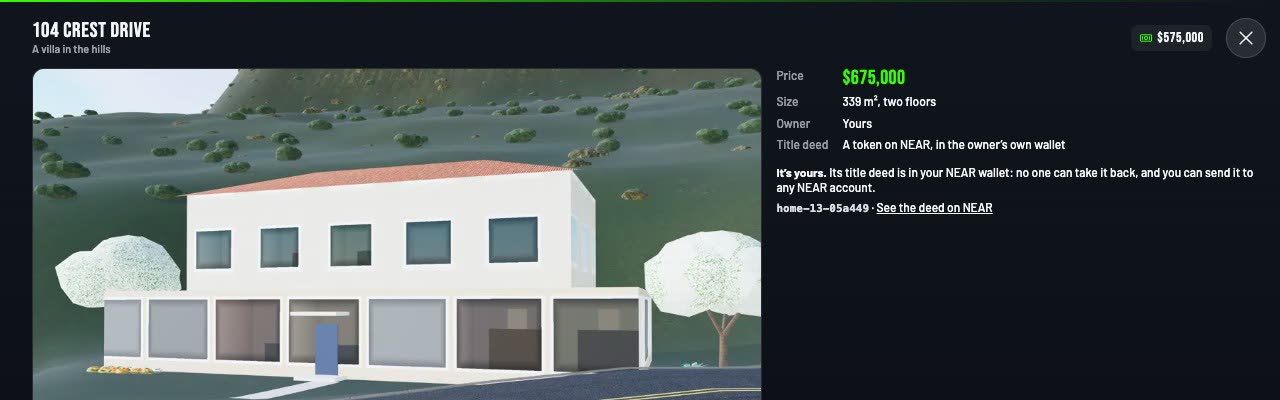 104 CREST DRIVE
A villa in the hills
$575,000
Price $675,000
Size 339 m², two floors
Owner Yours
Title deed A token on NEAR, in the owner's own wallet
It's yours. Its title deed is in your NEAR wallet: no one can take it back, and you can send it to
any NEAR account.
home-13-05a449 · See the deed on NEAR